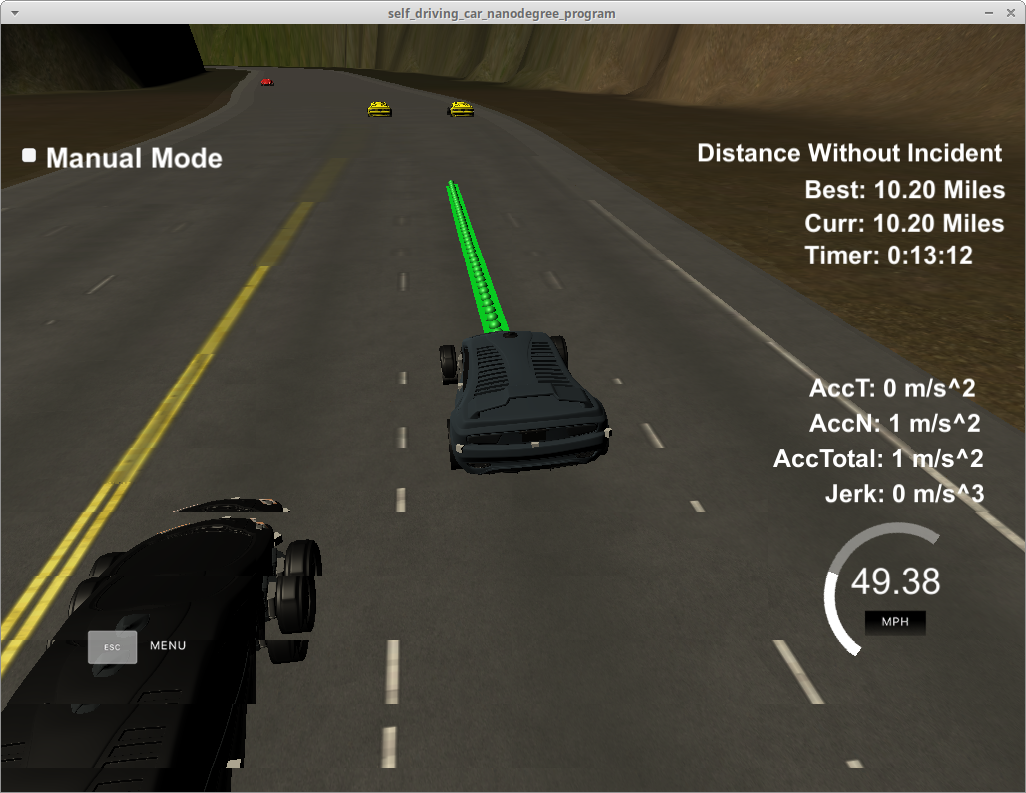 self_driving_car_nanodegree_program
Manual Mode
Distance Without Incident
Best: 10.20 Miles
Curr: 10.20 Miles
Timer: 0:13:12
AccT: 0 m/s^2
AccN: 1 m/s^2
AccTotal: 1 m/s^2
Jerk: 0 m/s^3
49.38
MPH
ESC MENU